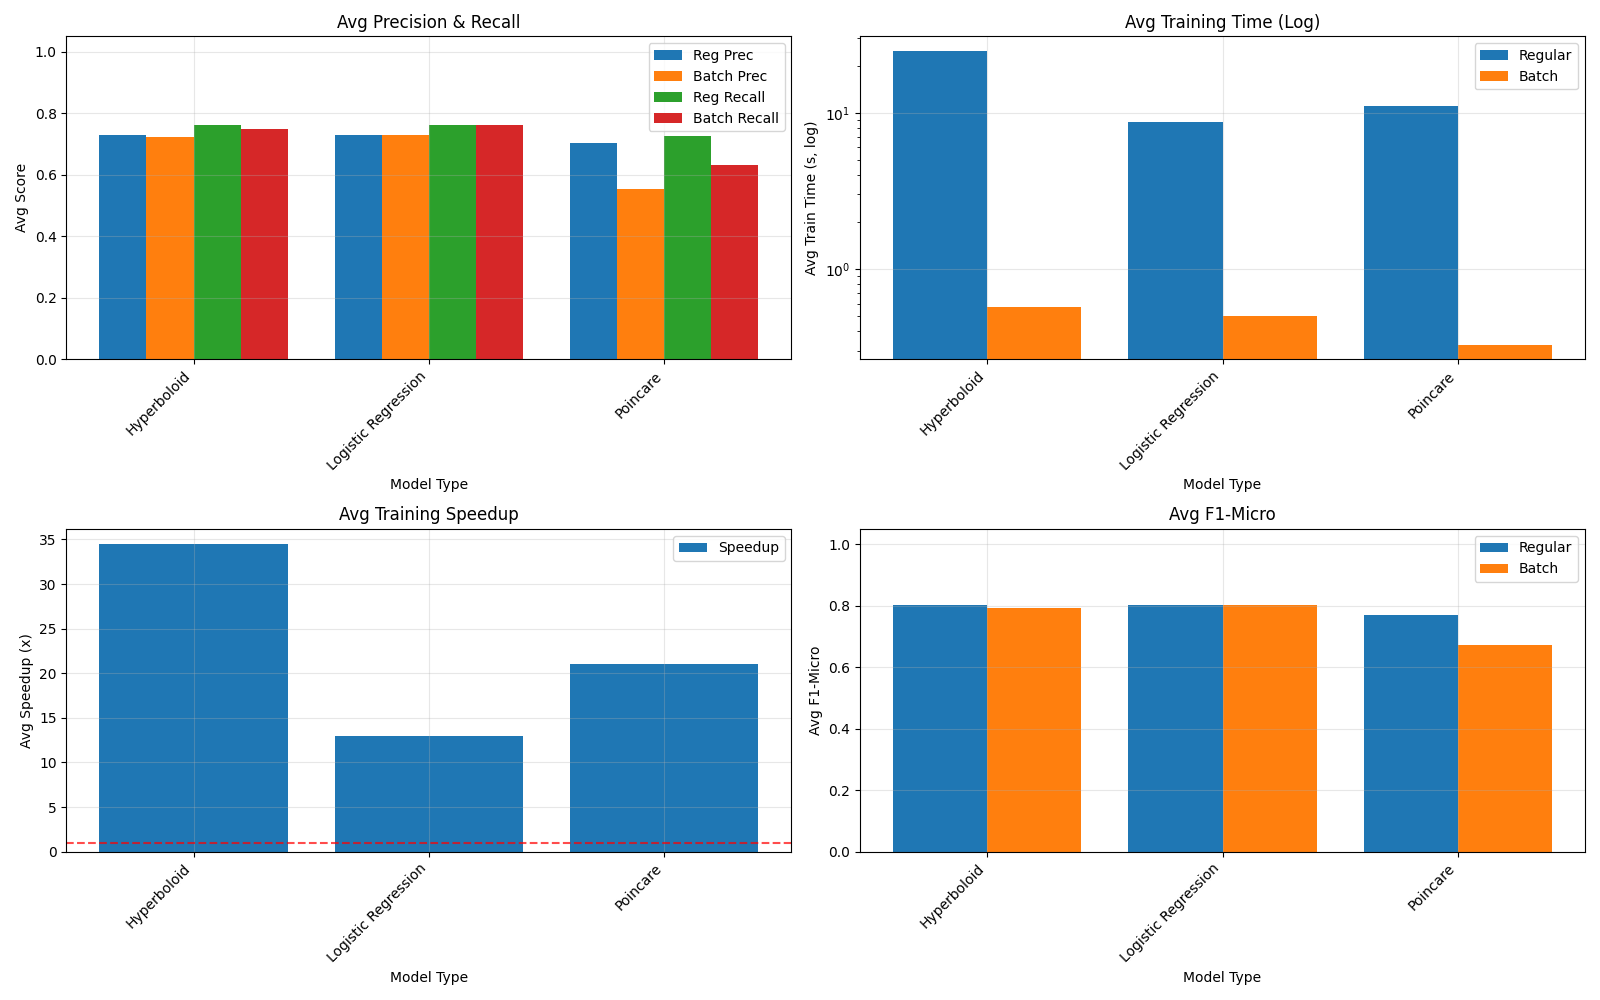 Avg Precision & Recall
Avg Score
1.0
0.8
0.6
0.4
0.2
0.0
Reg Prec
Batch Prec
Reg Recall
Batch Recall
Hyperboloid
Logistic Regression
Poincare
Model Type
Avg Training Time (Log)
Avg Train Time (s, log)
10¹
10⁰
Regular
Batch
Hyperboloid
Logistic Regression
Poincare
Model Type
Avg Training Speedup
Avg Speedup (x)
35
30
25
20
15
10
5
0
Speedup
Hyperboloid
Logistic Regression
Poincare
Model Type
Avg F1-Micro
Avg F1-Micro
1.0
0.8
0.6
0.4
0.2
0.0
Regular
Batch
Hyperboloid
Logistic Regression
Poincare
Model Type